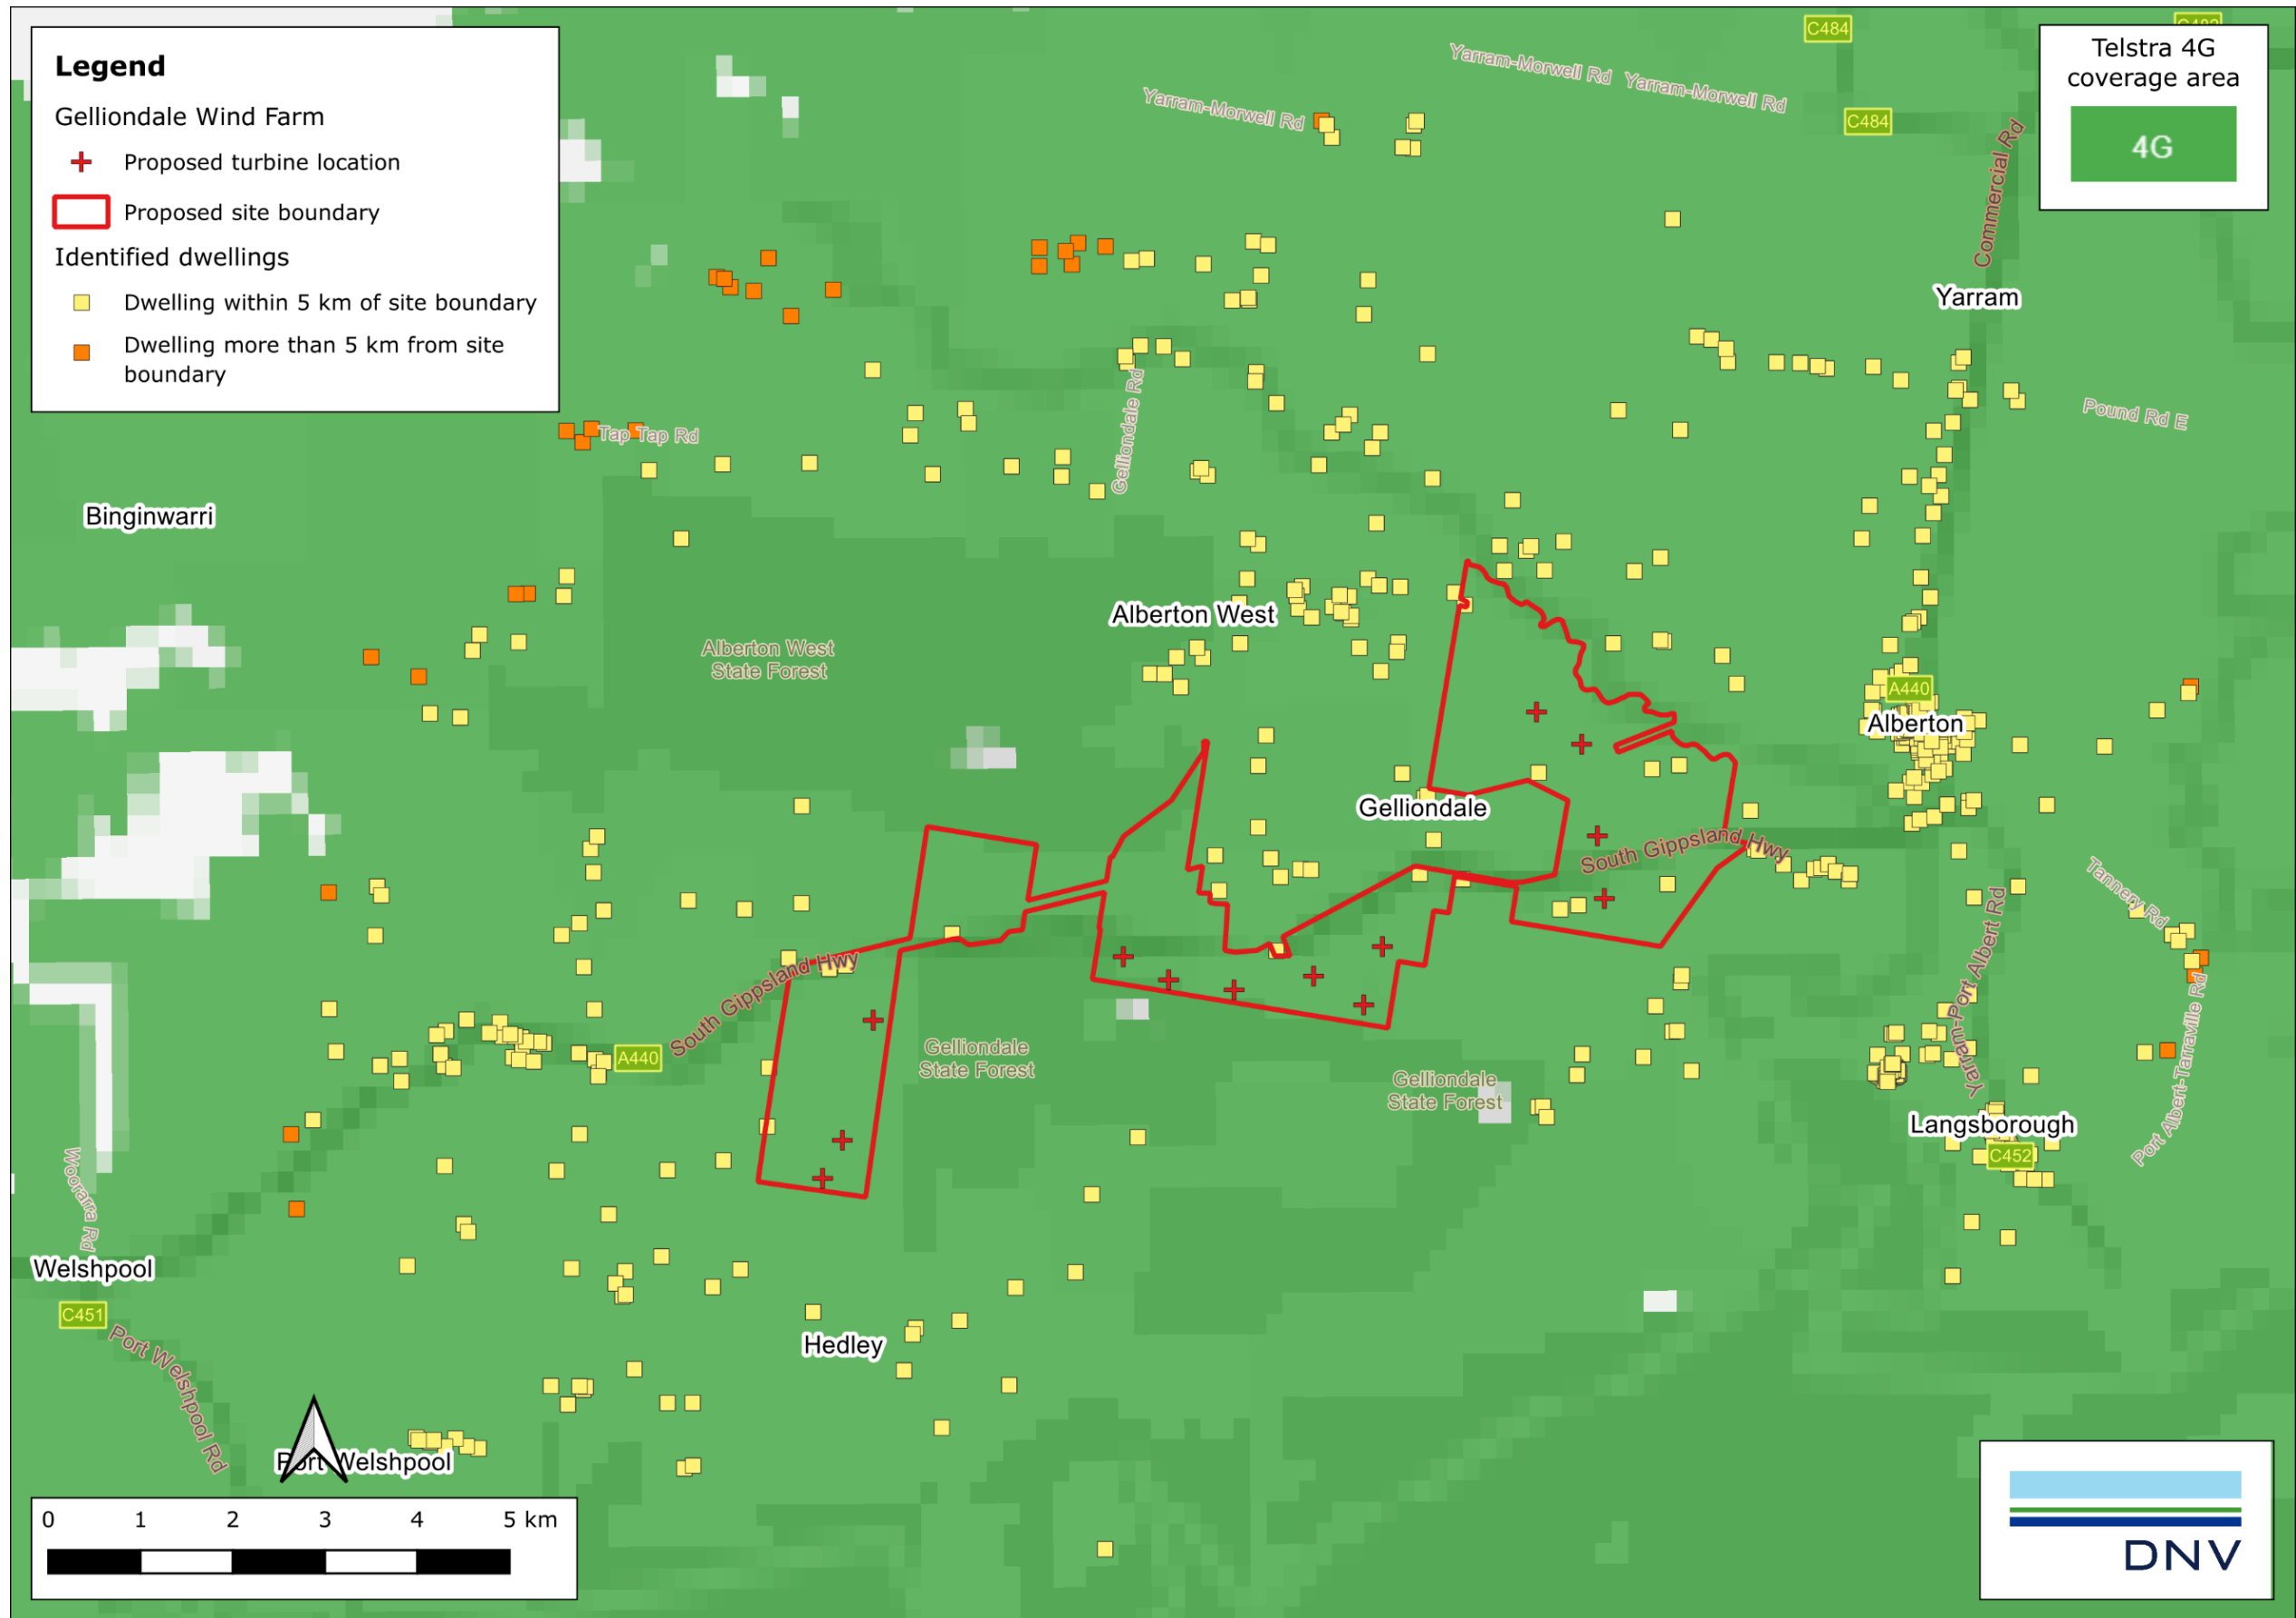 Legend
Gelliondale Wind Farm
Proposed turbine location
Proposed site boundary
Identified dwellings
Dwelling within 5 km of site boundary
Dwelling more than 5 km from site
boundary
Telstra 4G
coverage area
4G
C484
C482
C484
Yarram-Morwell Rd
Yarram-Morwell Rd
Yarram-Morwell Rd
Commercial Rd
Yarram
Pound Rd E
Gelliondale Rd
Tap Tap Rd
Binginwarri
Alberton West
Alberton West
State Forest
A440
Alberton
Gelliondale
South Gippsland Hwy
Tannery Rd
South Gippsland Hwy
Yarram-Port Albert Rd
A440
Gelliondale
State Forest
Gelliondale
State Forest
Port Albert-Tarraville Rd
Langsborough
C452
Woorarra Rd
Welshpool
C451
Port Welshpool Rd
Hedley
Port Welshpool
0 1 2 3 4 5 km
DNV